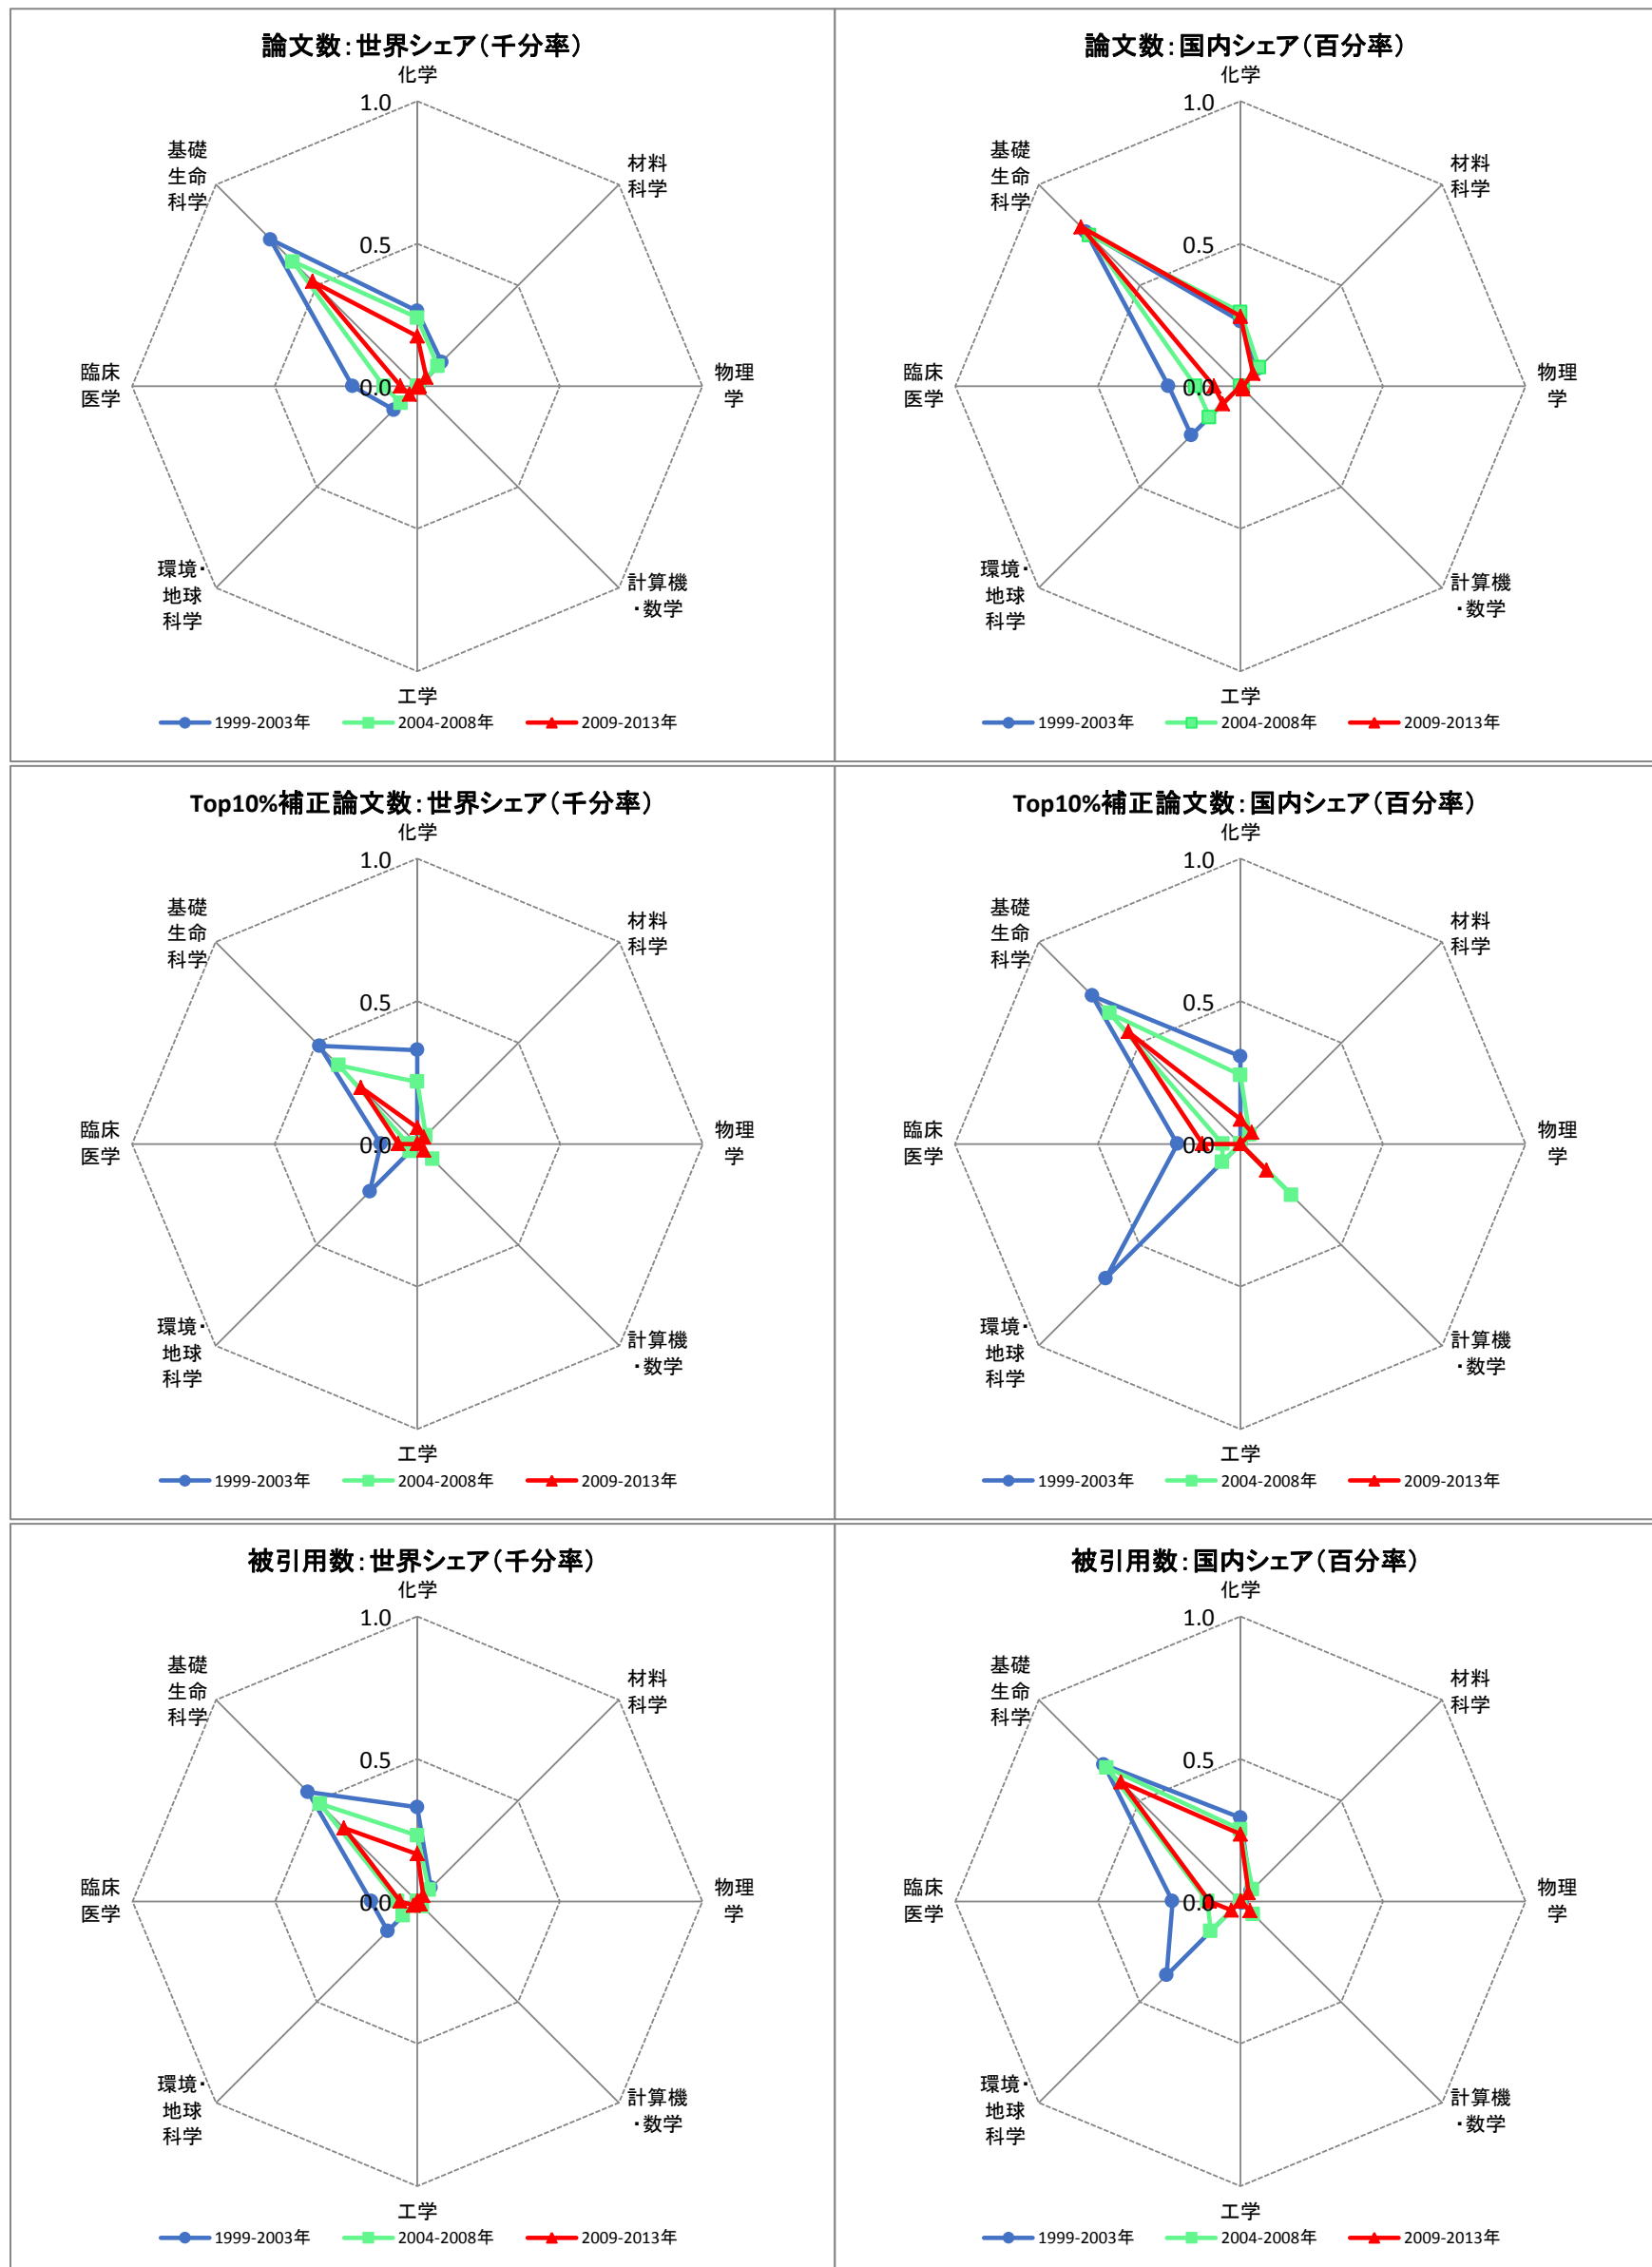 論文数：世界シェア（千分率）
化学
1.0
基礎
生命
科学
材料
科学
0.5
臨床
医学
0.0
物理
学
環境・
地球
科学
計算機
・数学
工学
1999-2003年 2004-2008年 2009-2013年
論文数：国内シェア（百分率）
化学
1.0
基礎
生命
科学
材料
科学
0.5
臨床
医学
0.0
物理
学
環境・
地球
科学
計算機
・数学
工学
1999-2003年 2004-2008年 2009-2013年
Top10%補正論文数：世界シェア（千分率）
化学
1.0
基礎
生命
科学
材料
科学
0.5
臨床
医学
0.0
物理
学
環境・
地球
科学
計算機
・数学
工学
1999-2003年 2004-2008年 2009-2013年
Top10%補正論文数：国内シェア（百分率）
化学
1.0
基礎
生命
科学
材料
科学
0.5
臨床
医学
0.0
物理
学
環境・
地球
科学
計算機
・数学
工学
1999-2003年 2004-2008年 2009-2013年
被引用数：世界シェア（千分率）
化学
1.0
基礎
生命
科学
材料
科学
0.5
臨床
医学
0.0
物理
学
環境・
地球
科学
計算機
・数学
工学
1999-2003年 2004-2008年 2009-2013年
被引用数：国内シェア（百分率）
化学
1.0
基礎
生命
科学
材料
科学
0.5
臨床
医学
0.0
物理
学
環境・
地球
科学
計算機
・数学
工学
1999-2003年 2004-2008年 2009-2013年